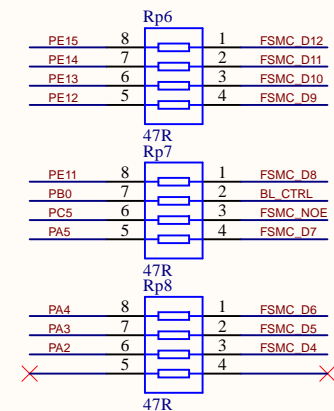 Rp6
PE15 8 1 FSMC_D12
PE14 7 2 FSMC_D11
PE13 6 3 FSMC_D10
PE12 5 4 FSMC_D9
47R
Rp7
PE11 8 1 FSMC_D8
PB0 7 2 BL_CTRL
PC5 6 3 FSMC_NOE
PA5 5 4 FSMC_D7
47R
Rp8
PA4 8 1 FSMC_D6
PA3 7 2 FSMC_D5
PA2 6 3 FSMC_D4
5 4
47R